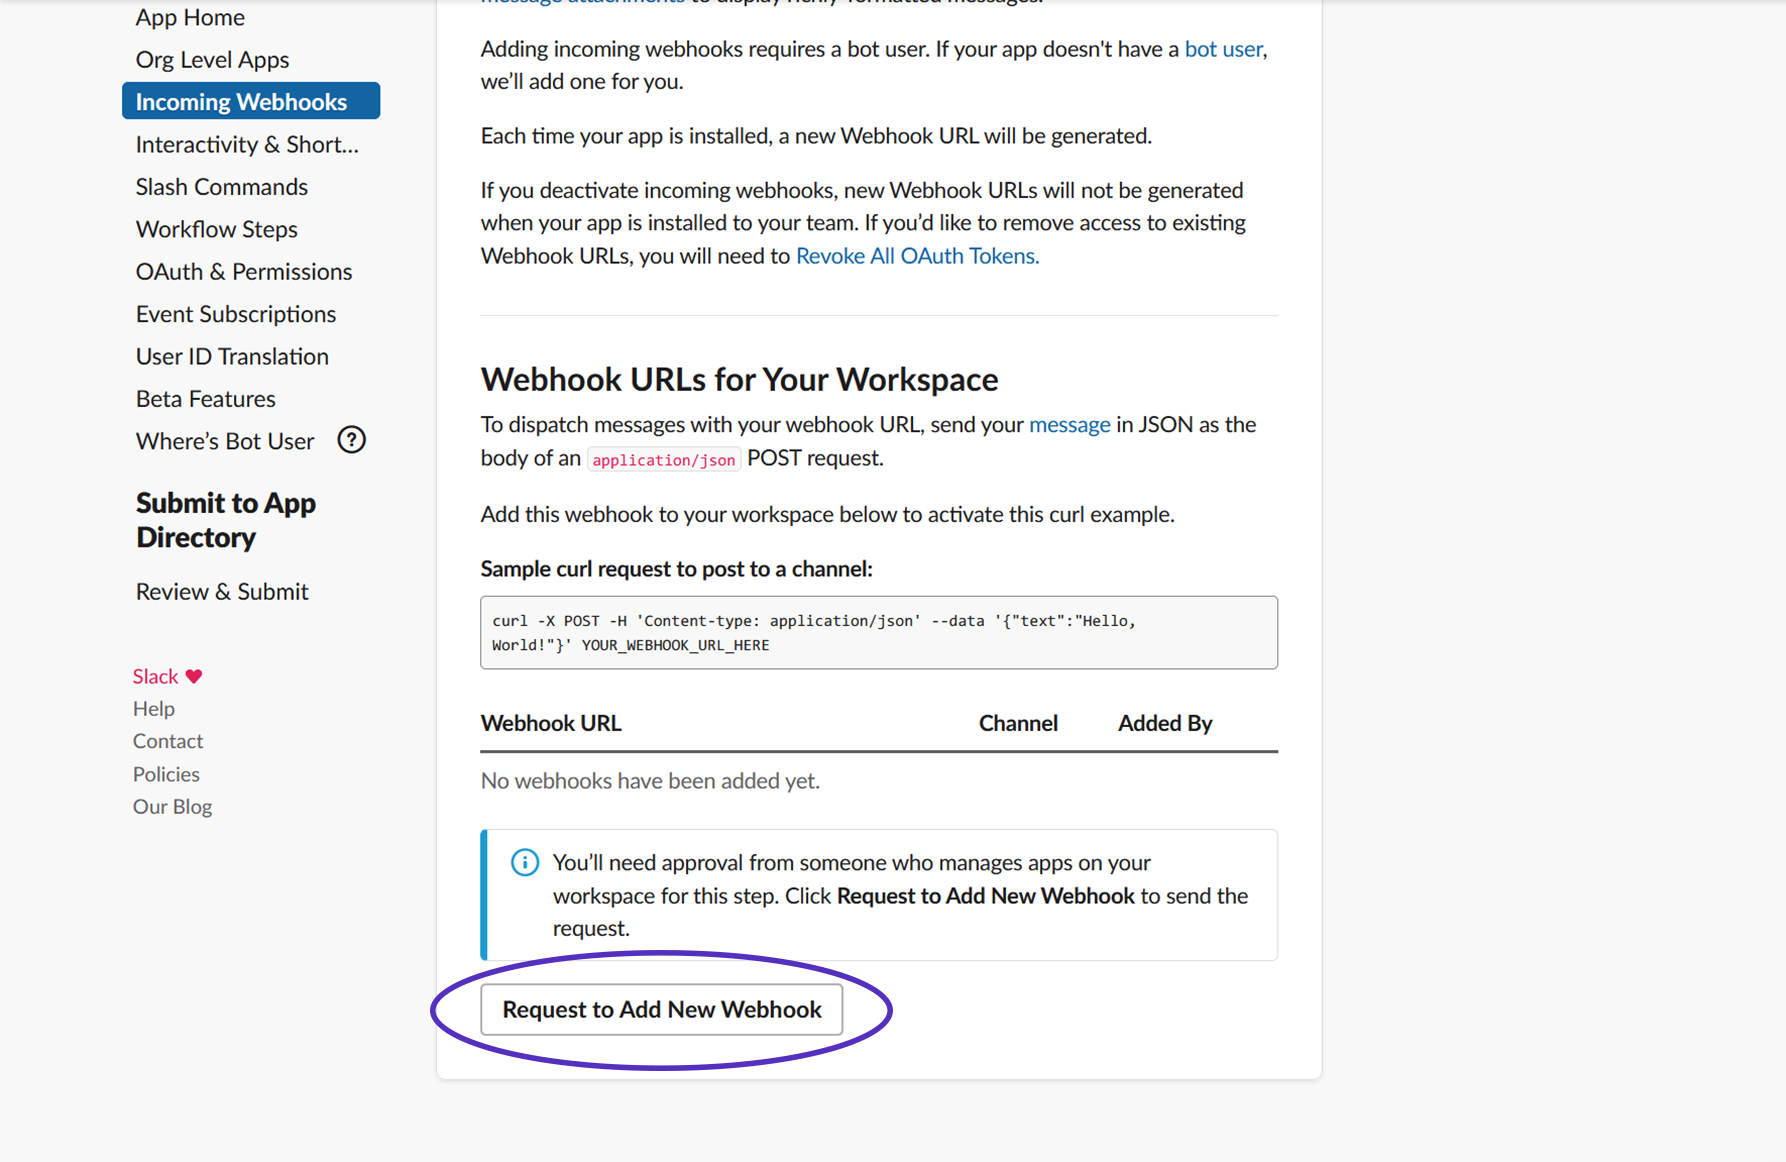 App Home
Org Level Apps
Incoming Webhooks
Interactivity & Short...
Slash Commands
Workflow Steps
OAuth & Permissions
Event Subscriptions
User ID Translation
Beta Features
Where’s Bot User
Submit to App
Directory
Review & Submit
Slack ♥
Help
Contact
Policies
Our Blog
message attachments to display richly-formatted messages.
Adding incoming webhooks requires a bot user. If your app doesn't have a bot user,
we’ll add one for you.
Each time your app is installed, a new Webhook URL will be generated.
If you deactivate incoming webhooks, new Webhook URLs will not be generated
when your app is installed to your team. If you’d like to remove access to existing
Webhook URLs, you will need to Revoke All OAuth Tokens.
Webhook URLs for Your Workspace
To dispatch messages with your webhook URL, send your message in JSON as the
body of an application/json POST request.
Add this webhook to your workspace below to activate this curl example.
Sample curl request to post to a channel:
curl -X POST -H 'Content-type: application/json' --data '{"text":"Hello,
World!"}' YOUR_WEBHOOK_URL_HERE
Webhook URL Channel Added By
No webhooks have been added yet.
You’ll need approval from someone who manages apps on your
workspace for this step. Click Request to Add New Webhook to send the
request.
Request to Add New Webhook